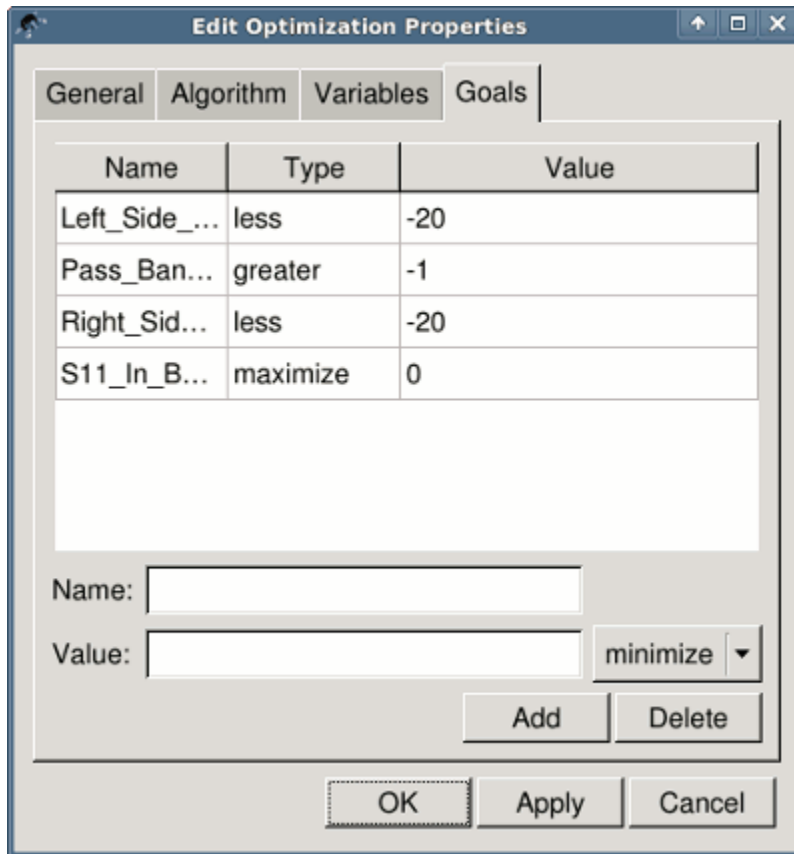 Edit Optimization Properties
General Algorithm Variables Goals
Name Type Value
Left_Side_... less -20
Pass_Ban... greater -1
Right_Sid... less -20
S11_In_B... maximize 0
Name:
Value: minimize
Add Delete
OK Apply Cancel